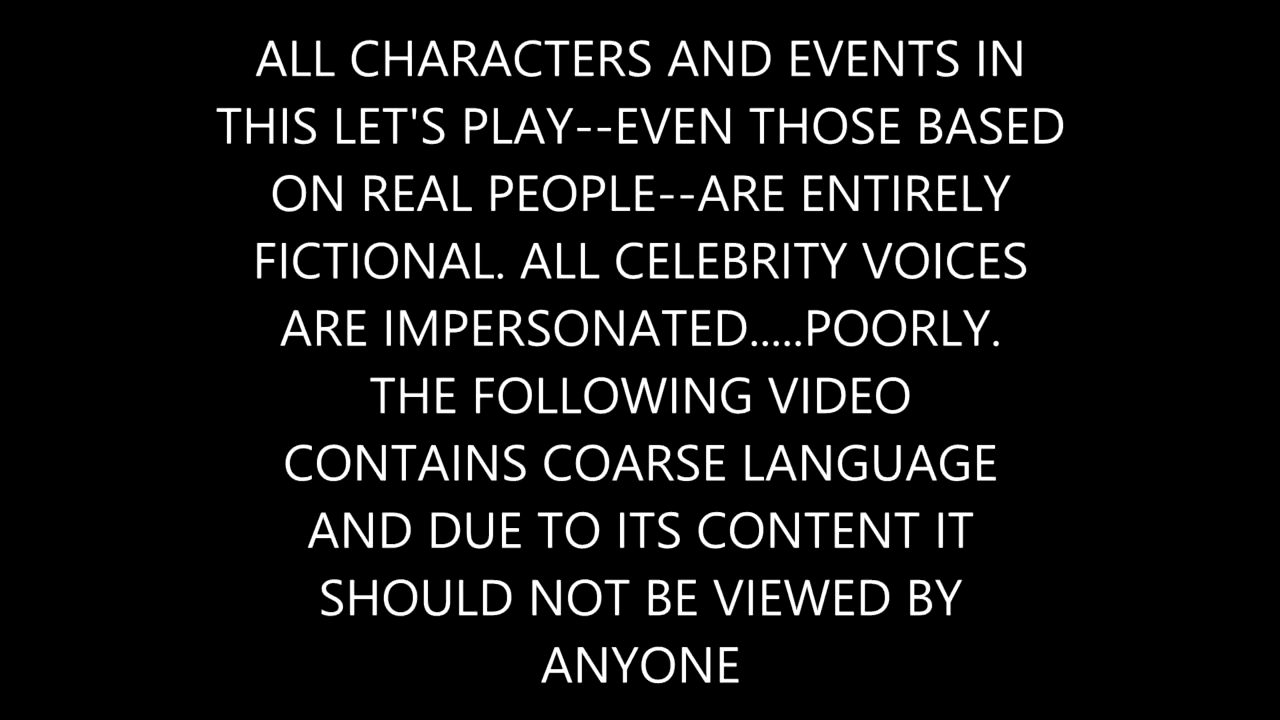 ALL CHARACTERS AND EVENTS IN
THIS LET'S PLAY--EVEN THOSE BASED
ON REAL PEOPLE--ARE ENTIRELY
FICTIONAL. ALL CELEBRITY VOICES
ARE IMPERSONATED.....POORLY.
THE FOLLOWING VIDEO
CONTAINS COARSE LANGUAGE
AND DUE TO ITS CONTENT IT
SHOULD NOT BE VIEWED BY
ANYONE